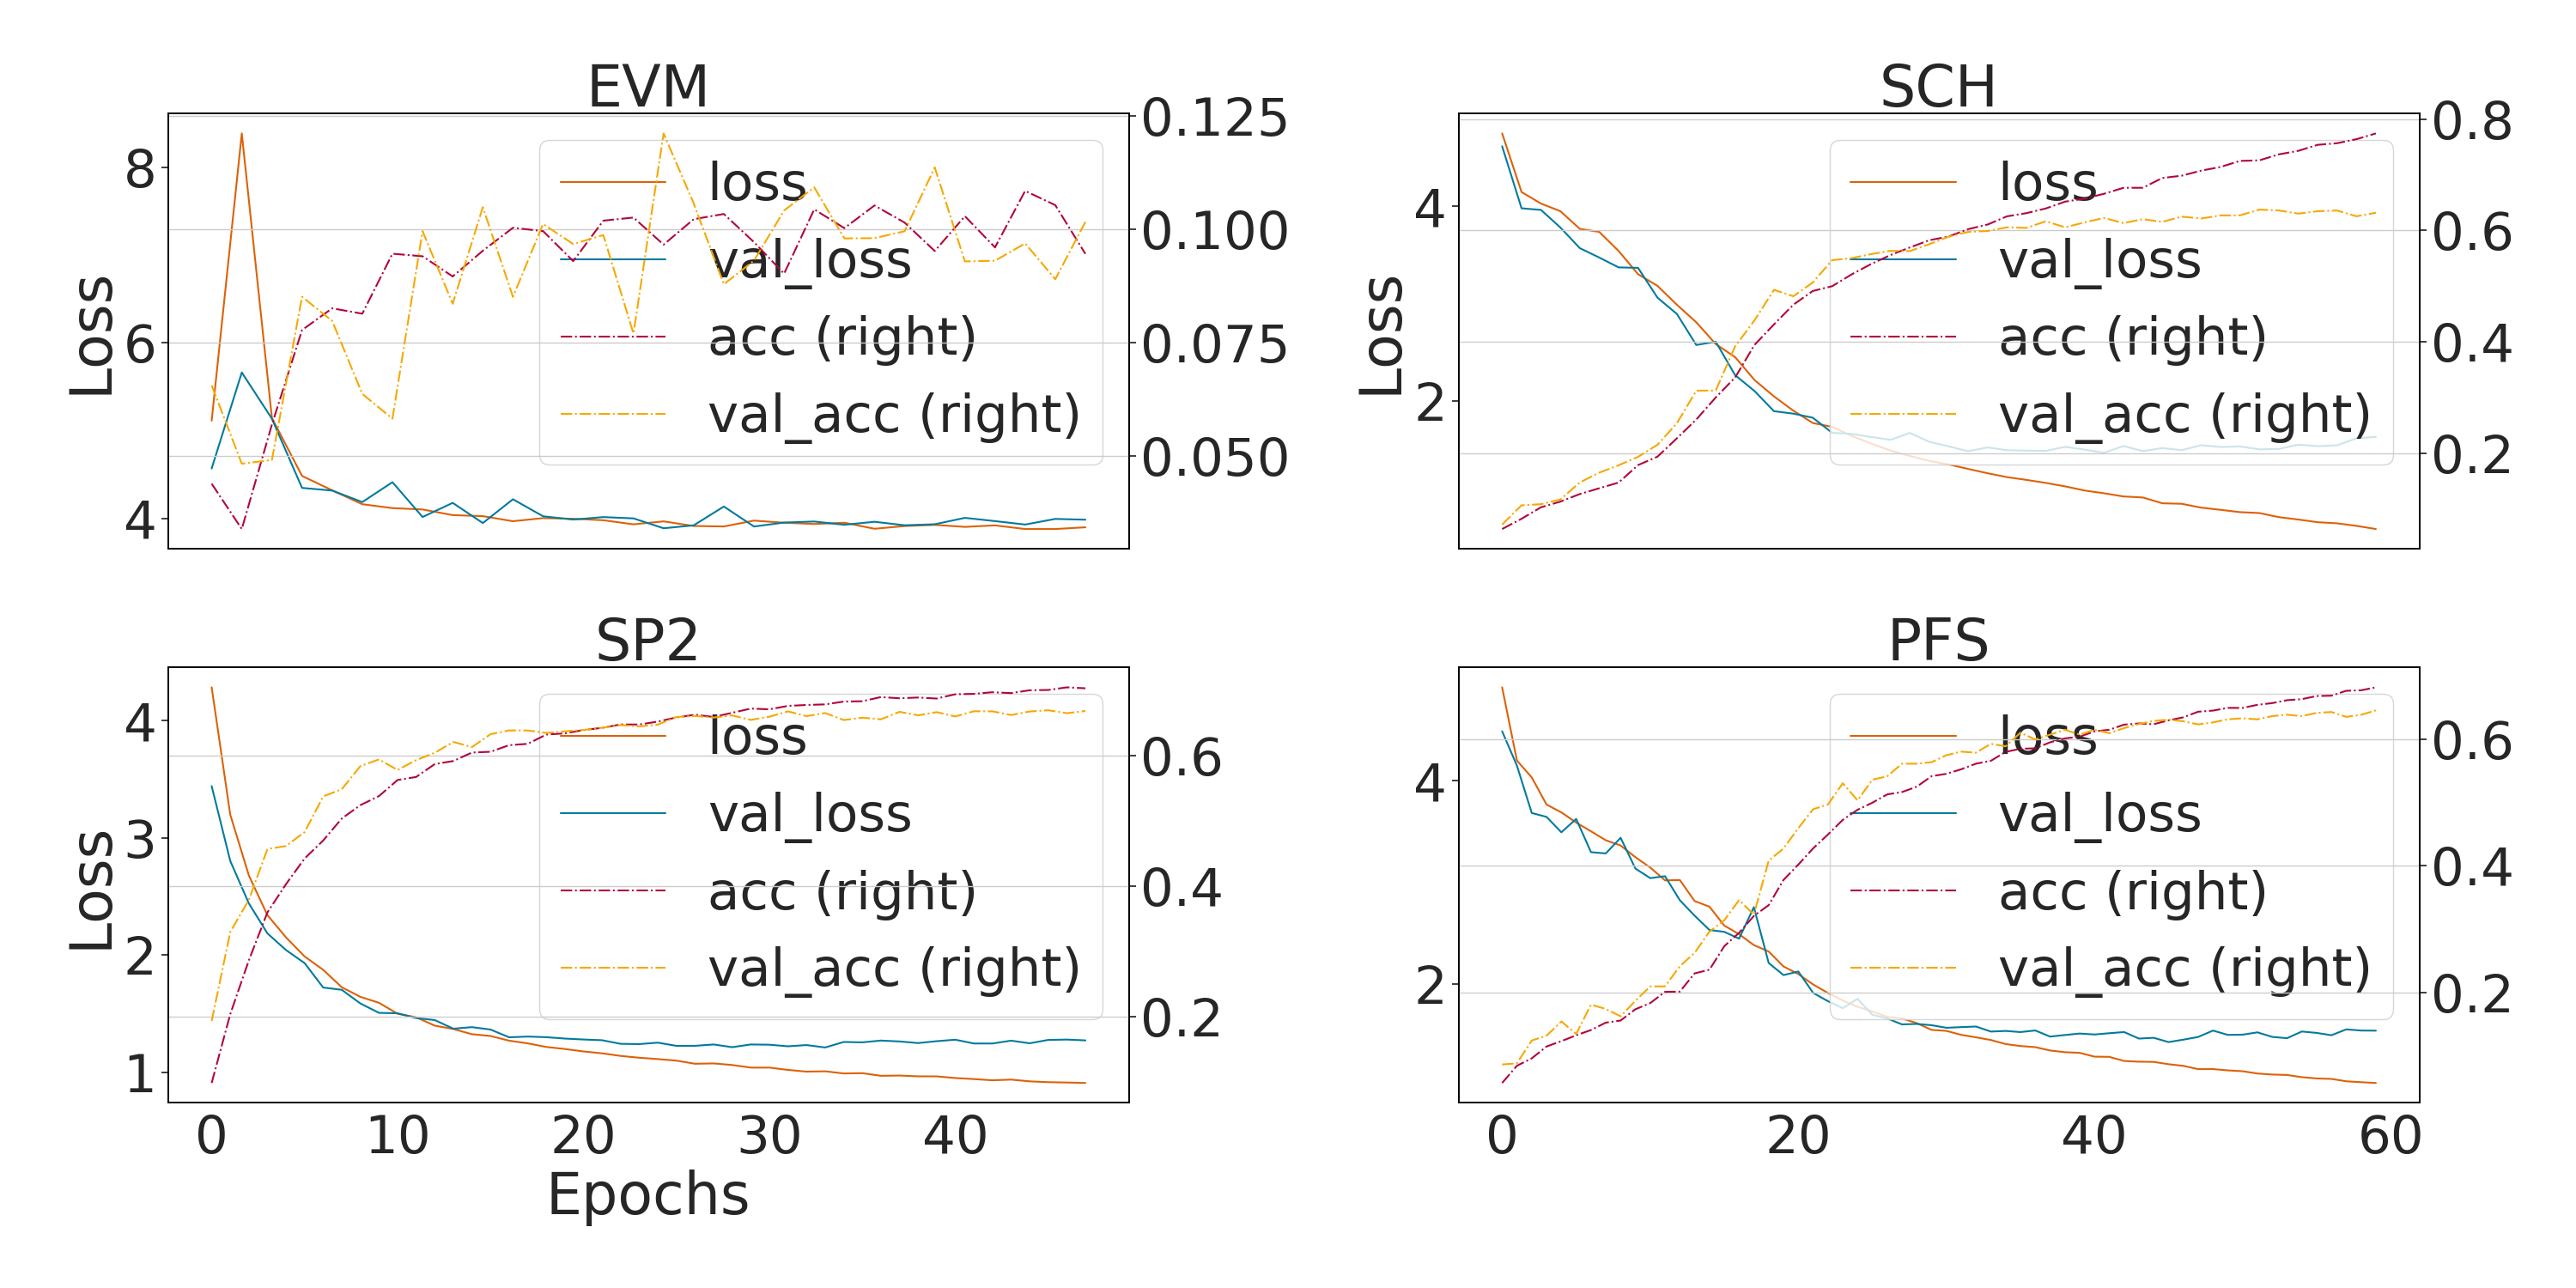 EVM
8
6
4
Loss
0.125
0.100
0.075
0.050
loss
val_loss
acc (right)
val_acc (right)
SCH
4
2
Loss
0.8
0.6
0.4
0.2
loss
val_loss
acc (right)
val_acc (right)
SP2
4
3
2
1
Loss
0.6
0.4
0.2
loss
val_loss
acc (right)
val_acc (right)
0 10 20 30 40
Epochs
PFS
4
2
0.6
0.4
0.2
loss
val_loss
acc (right)
val_acc (right)
0 20 40 60